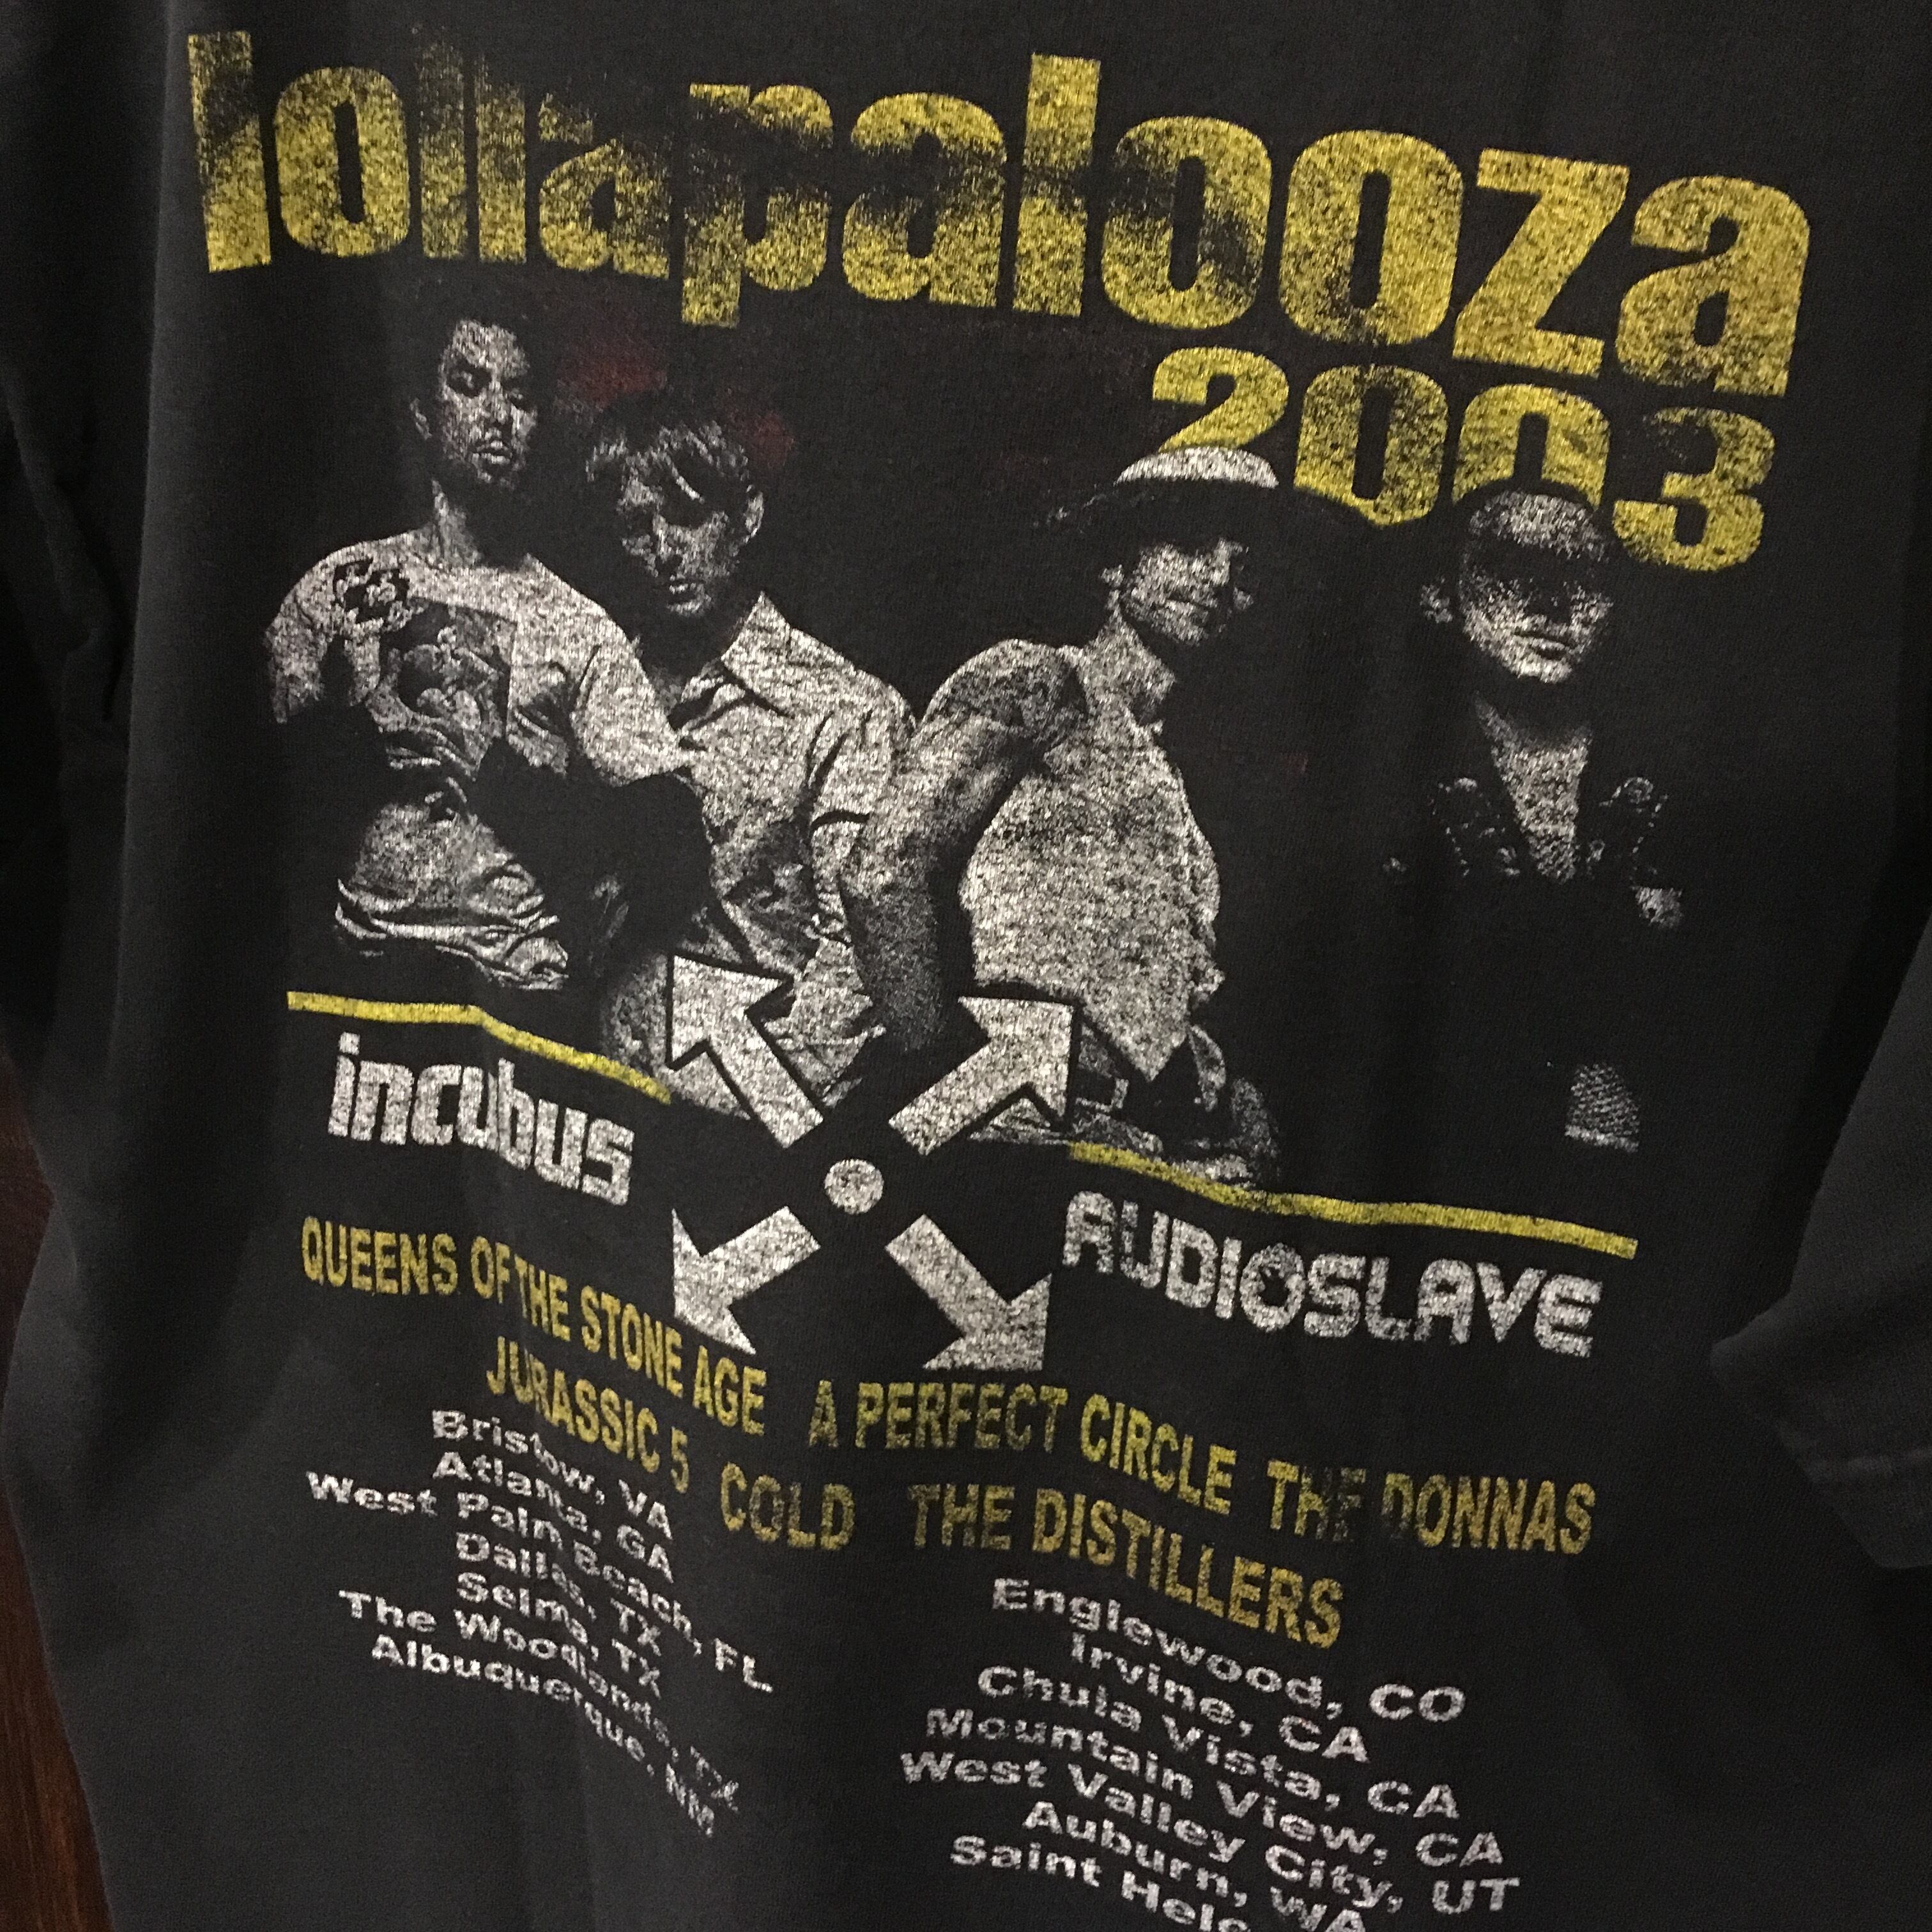 lollapalooza
2003
incubus
AUDIOSLAVE
QUEENS OF THE STONE AGE A PERFECT CIRCLE THE DONNAS
JURASSIC 5 COLD THE DISTILLERS
Bristow, VA
Atlanta, GA
West Palm Beach, FL
Dallas, TX
Selma, TX
The Woodlands, TX
Albuquerque, NM
Englewood, CO
Irvine, CA
Chula Vista, CA
Mountain View, CA
West Valley City, UT
Auburn, WA
Saint Hele